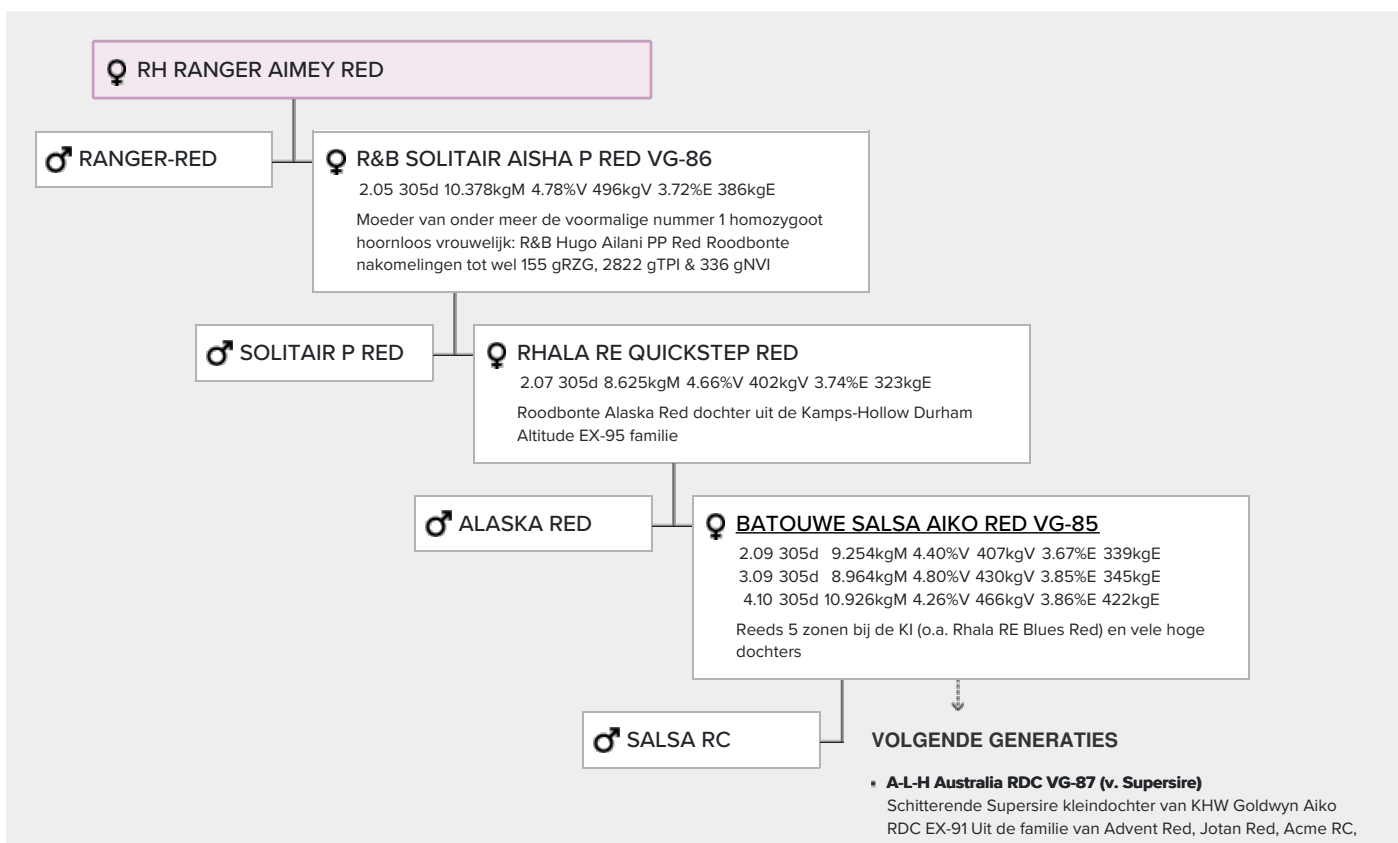 RH RANGER AIMEY RED
RANGER-RED
R&B SOLITAIR AISHA P RED VG-86
2.05 305d 10.378kgM 4.78%V 496kgV 3.72%E 386kgE
Moeder van onder meer de voormalige nummer 1 homozygoot
hoornloos vrouwelijk: R&B Hugo Ailani PP Red Roodbonte
nakomelingen tot wel 155 gRZG, 2822 gTPI & 336 gNVI
SOLITAIR P RED
RHALA RE QUICKSTEP RED
2.07 305d 8.625kgM 4.66%V 402kgV 3.74%E 323kgE
Roodbonte Alaska Red dochter uit de Kamps-Hollow Durham
Altitude EX-95 familie
ALASKA RED
BATOUWE SALSA AIKO RED VG-85
2.09 305d 9.254kgM 4.40%V 407kgV 3.67%E 339kgE
3.09 305d 8.964kgM 4.80%V 430kgV 3.85%E 345kgE
4.10 305d 10.926kgM 4.26%V 466kgV 3.86%E 422kgE
Reeds 5 zonen bij de KI (o.a. Rhala RE Blues Red) en vele hoge
dochters
SALSA RC
VOLGENDE GENERATIES
▪ A-L-H Australia RDC VG-87 (v. Supersire)
Schitterende Supersire kleindochter van KHW Goldwyn Aiko
RDC EX-91 Uit de familie van Advent Red, Jotan Red, Acme RC,